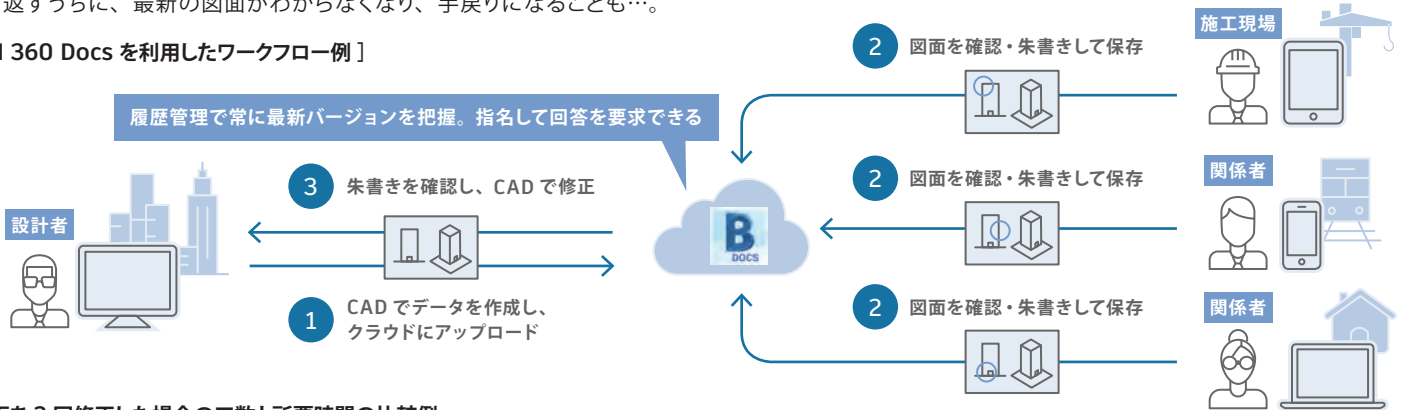 返すうちに、最新の図面がわからなくなり、手戻りになることも…。
360 Docs を利用したワークフロー例 ]
2 図面を確認・朱書きして保存
施工現場
履歴管理で常に最新バージョンを把握。指名して回答を要求できる
3 朱書きを確認し、CAD で修正
2 図面を確認・朱書きして保存
関係者
設計者
B
DOCS
1 CAD でデータを作成し、
クラウドにアップロード
2 図面を確認・朱書きして保存
関係者